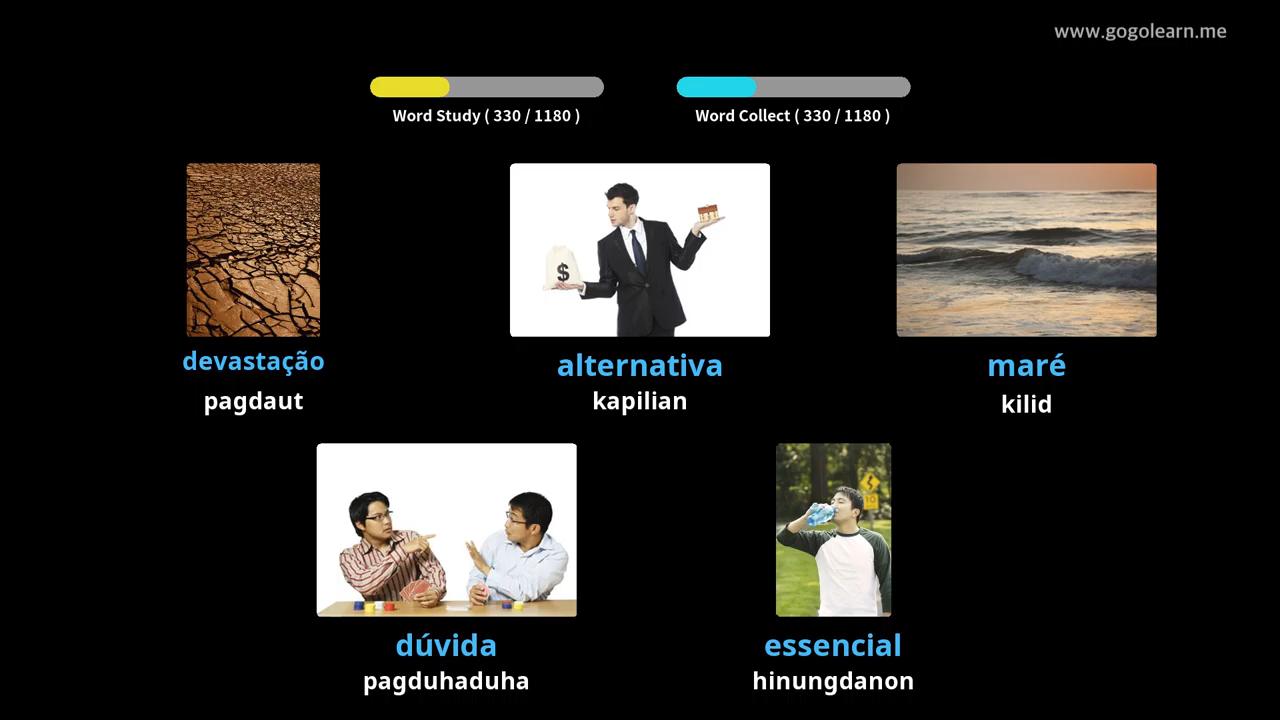 www.gogolearn.me
Word Study ( 330 / 1180 )
Word Collect ( 330 / 1180 )
$
devastação
pagdaut
alternativa
kapilian
maré
kilid
10
dúvida
pagduhaduha
essencial
hinungdanon